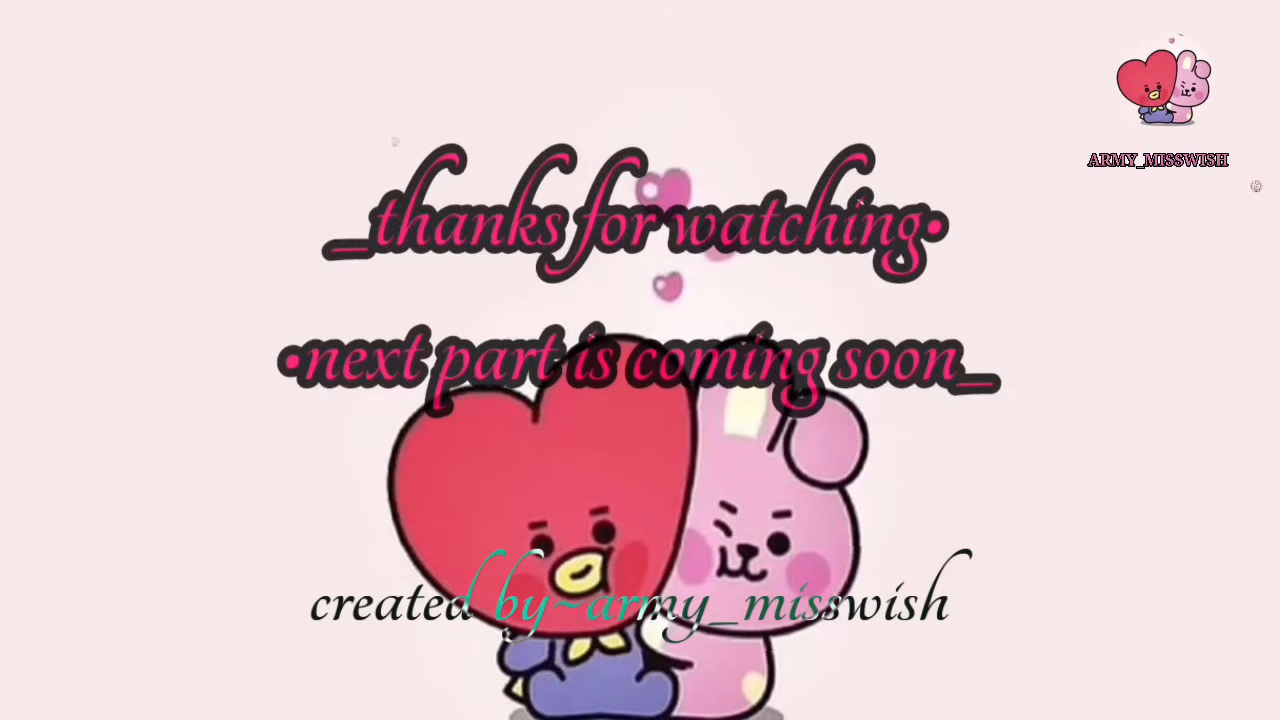 ARMY_MISSWISH
_thanks for watching•
•next part is coming soon_
created by~army_misswish